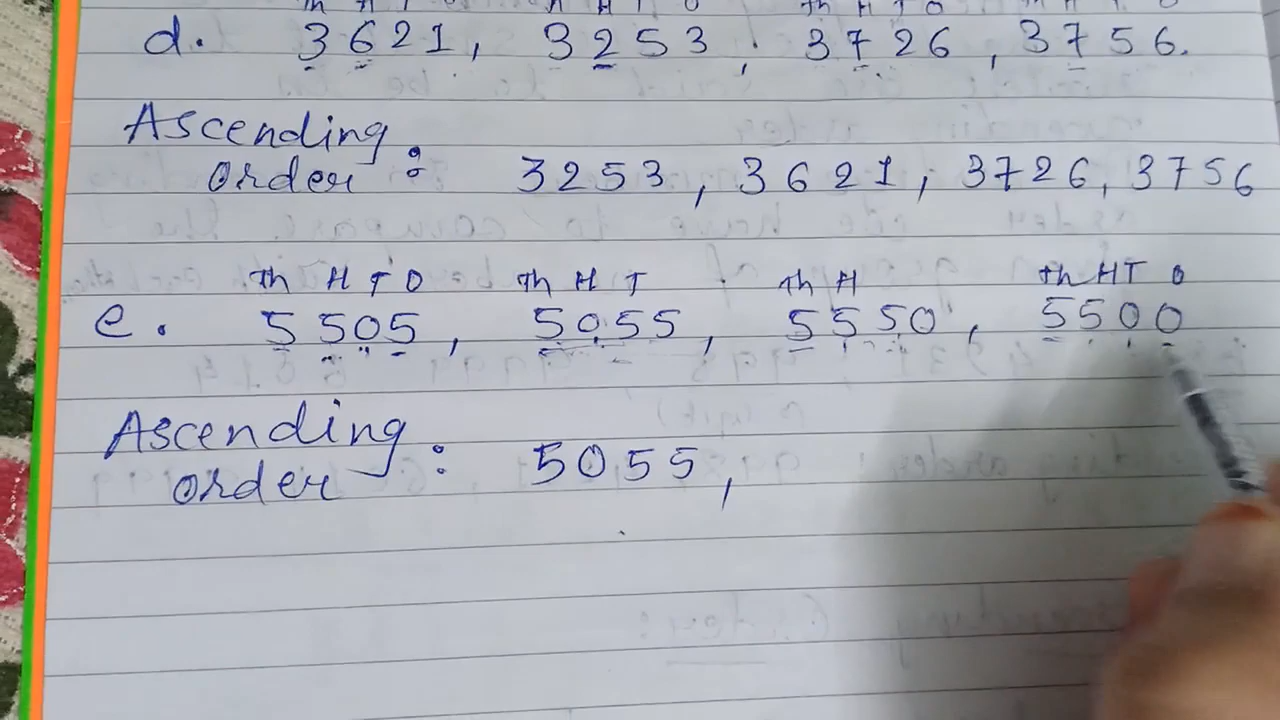 d. 3621, 3253, 3726, 3756.
Ascending
order : 3253, 3621, 3726, 3756
Th H T O Th H T Th H Th H T O
e. 5505, 5055, 5550, 5500
Ascending
order : 5055,